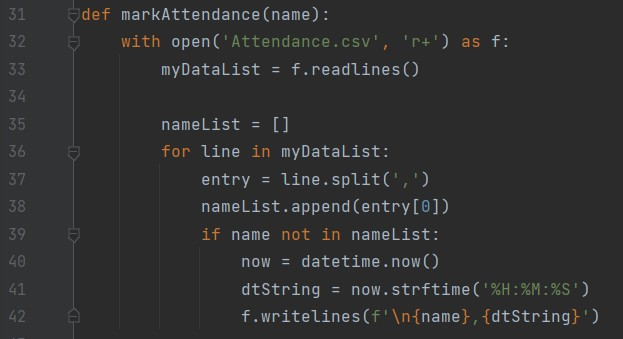 31 def markAttendance(name):
32     with open('Attendance.csv', 'r+') as f:
33         myDataList = f.readlines()
34
35         nameList = []
36         for line in myDataList:
37             entry = line.split(',')
38             nameList.append(entry[0])
39             if name not in nameList:
40                 now = datetime.now()
41                 dtString = now.strftime('%H:%M:%S')
42                 f.writelines(f'\n{name},{dtString}')